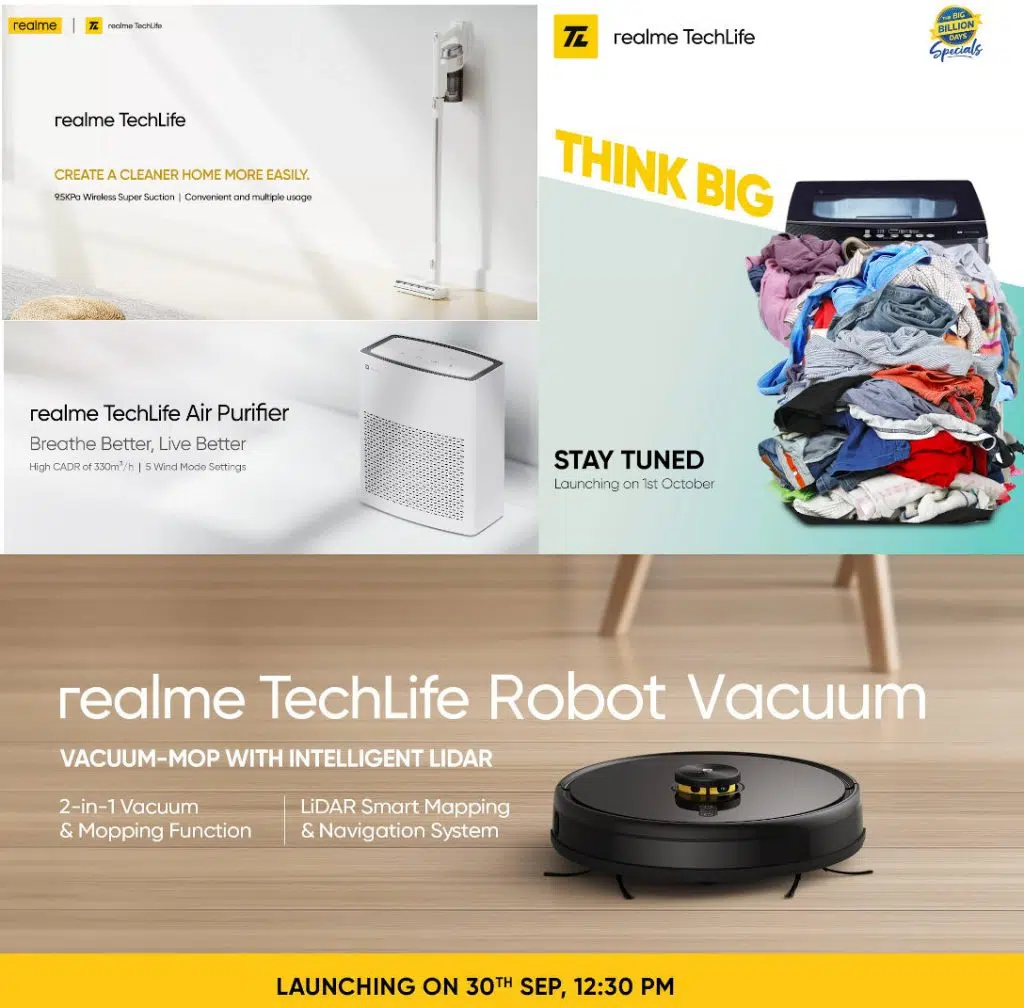 realme | TL realme TechLife
realme TechLife
CREATE A CLEANER HOME MORE EASILY.
9.5KPa Wireless Super Suction | Convenient and multiple usage
realme TechLife Air Purifier
Breathe Better, Live Better
High CADR of 330m³/h | 5 Wind Mode Settings
TL realme TechLife
THE BIG
BILLION
DAYS
Specials
THINK BIG
STAY TUNED
Launching on 1st October
realme TechLife Robot Vacuum
VACUUM-MOP WITH INTELLIGENT LIDAR
2-in-1 Vacuum
& Mopping Function
LiDAR Smart Mapping
& Navigation System
LAUNCHING ON 30TH SEP, 12:30 PM